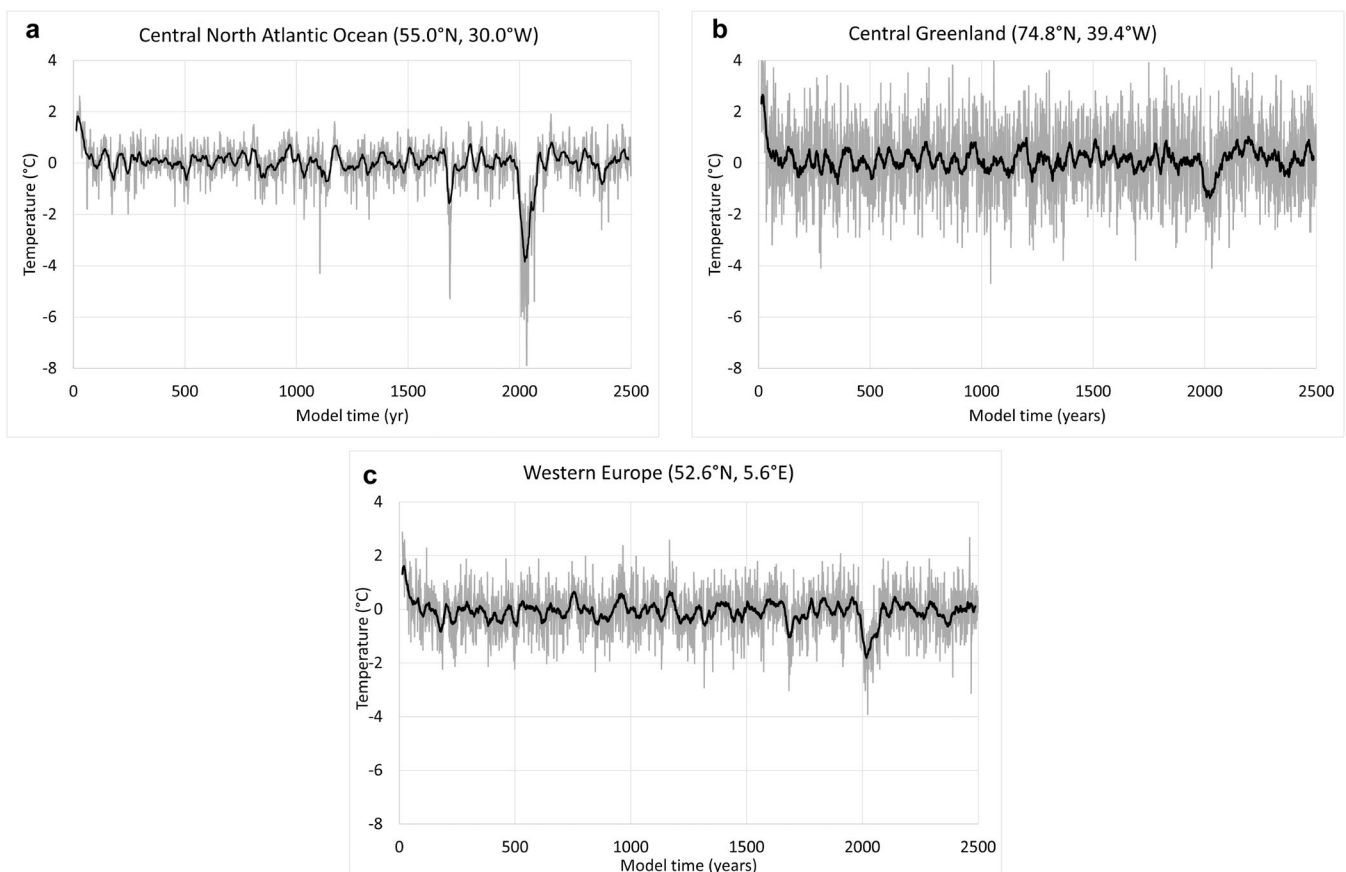 a
Central North Atlantic Ocean (55.0°N, 30.0°W)
Temperature (°C)
4
2
0
-2
-4
-6
-8
0 500 1000 1500 2000 2500
Model time (yr)
b
Central Greenland (74.8°N, 39.4°W)
Temperature (°C)
4
2
0
-2
-4
-6
-8
0 500 1000 1500 2000 2500
Model time (years)
c
Western Europe (52.6°N, 5.6°E)
Temperature (°C)
4
2
0
-2
-4
-6
-8
0 500 1000 1500 2000 2500
Model time (years)